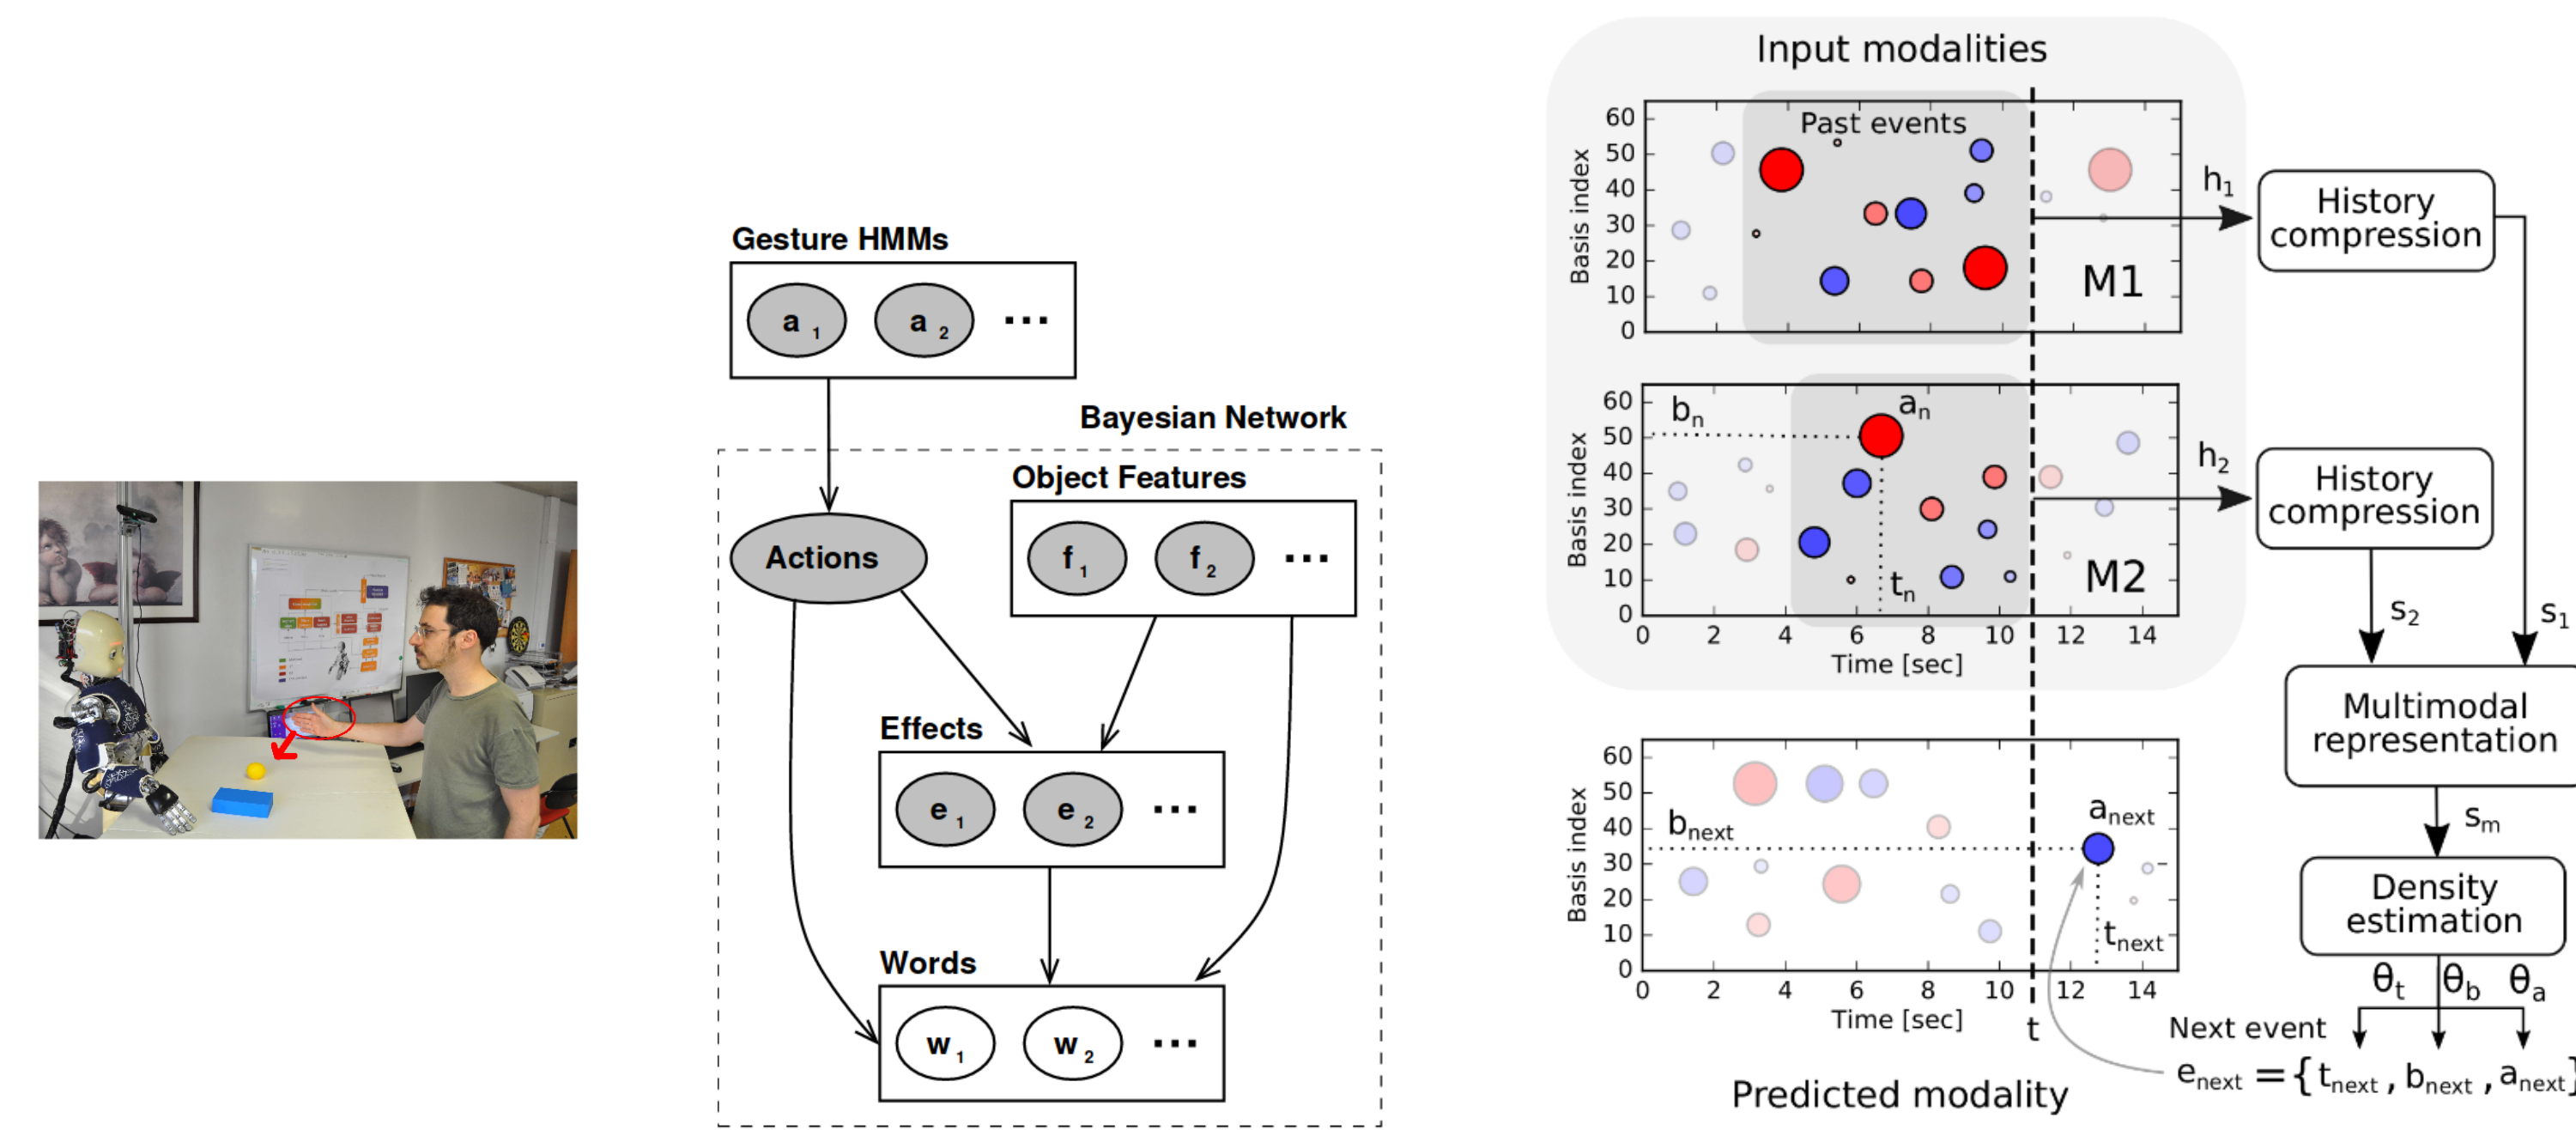 Gesture HMMs
a 1
a 2
...
Bayesian Network
Object Features
Actions
f 1
f 2
...
Effects
e 1
e 2
...
Words
w 1
w 2
...
Input modalities
Past events
Basis index
60
50
40
30
20
10
0
M1
h1
History
compression
Basis index
60
50
40
30
20
10
0
bn
an
tn
M2
h2
History
compression
0 2 4 6 8 10 12 14
Time [sec]
s2
s1
Multimodal
representation
sm
Density
estimation
θt θb θa
Basis index
60
50
40
30
20
10
0
bnext
anext
tnext
0 2 4 6 8 10 12 14
Time [sec]
t
Next event
enext = {tnext , bnext , anext}
Predicted modality